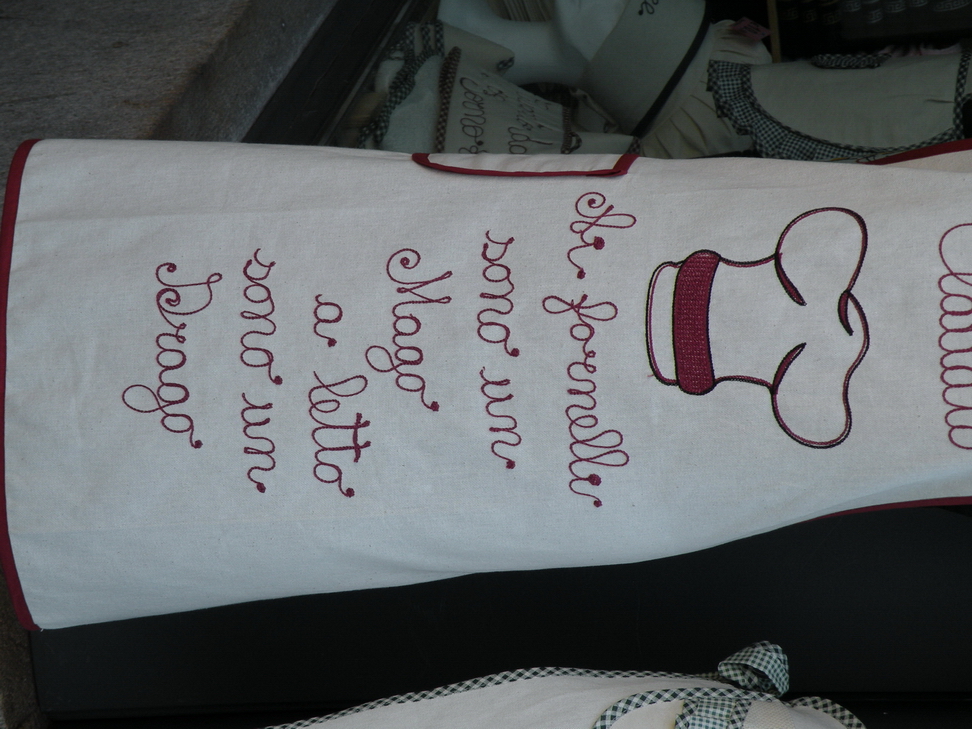 Ai fornelli
sono un
Mago
a letto
sono un
Drago